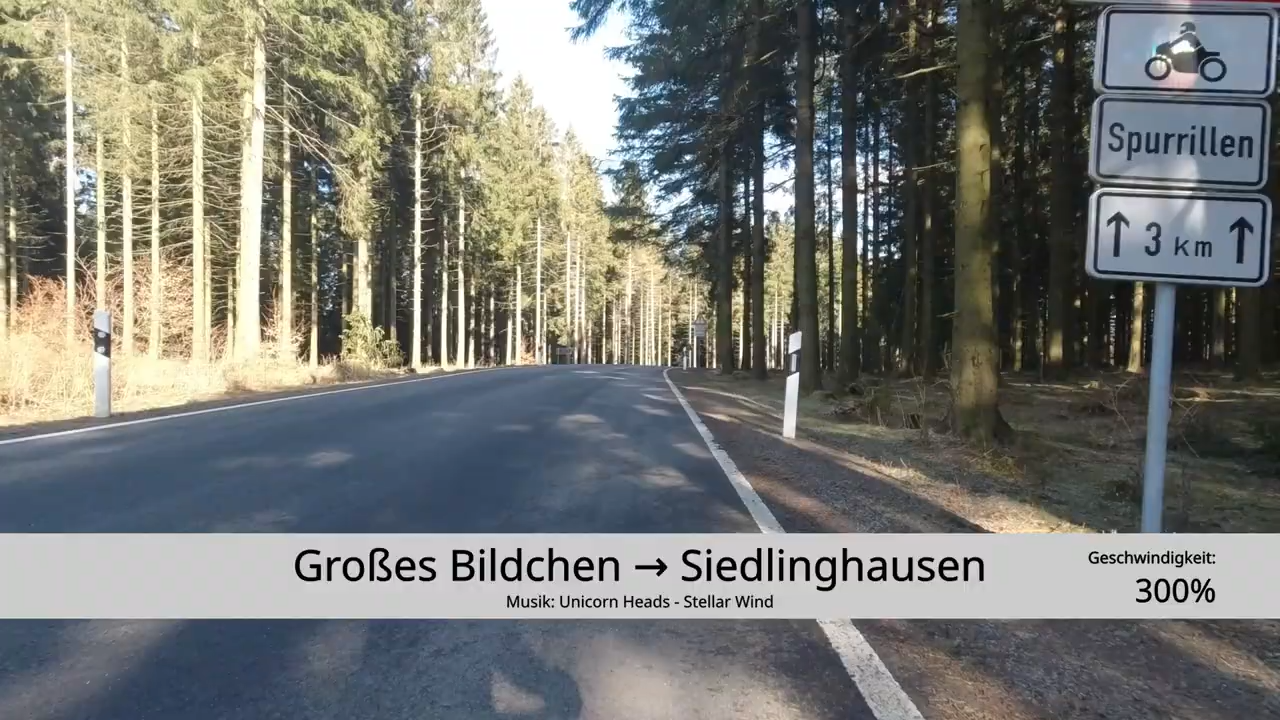 Spurrillen
↑ 3 km ↑
Großes Bildchen → Siedlinghausen
Musik: Unicorn Heads - Stellar Wind
Geschwindigkeit:
300%